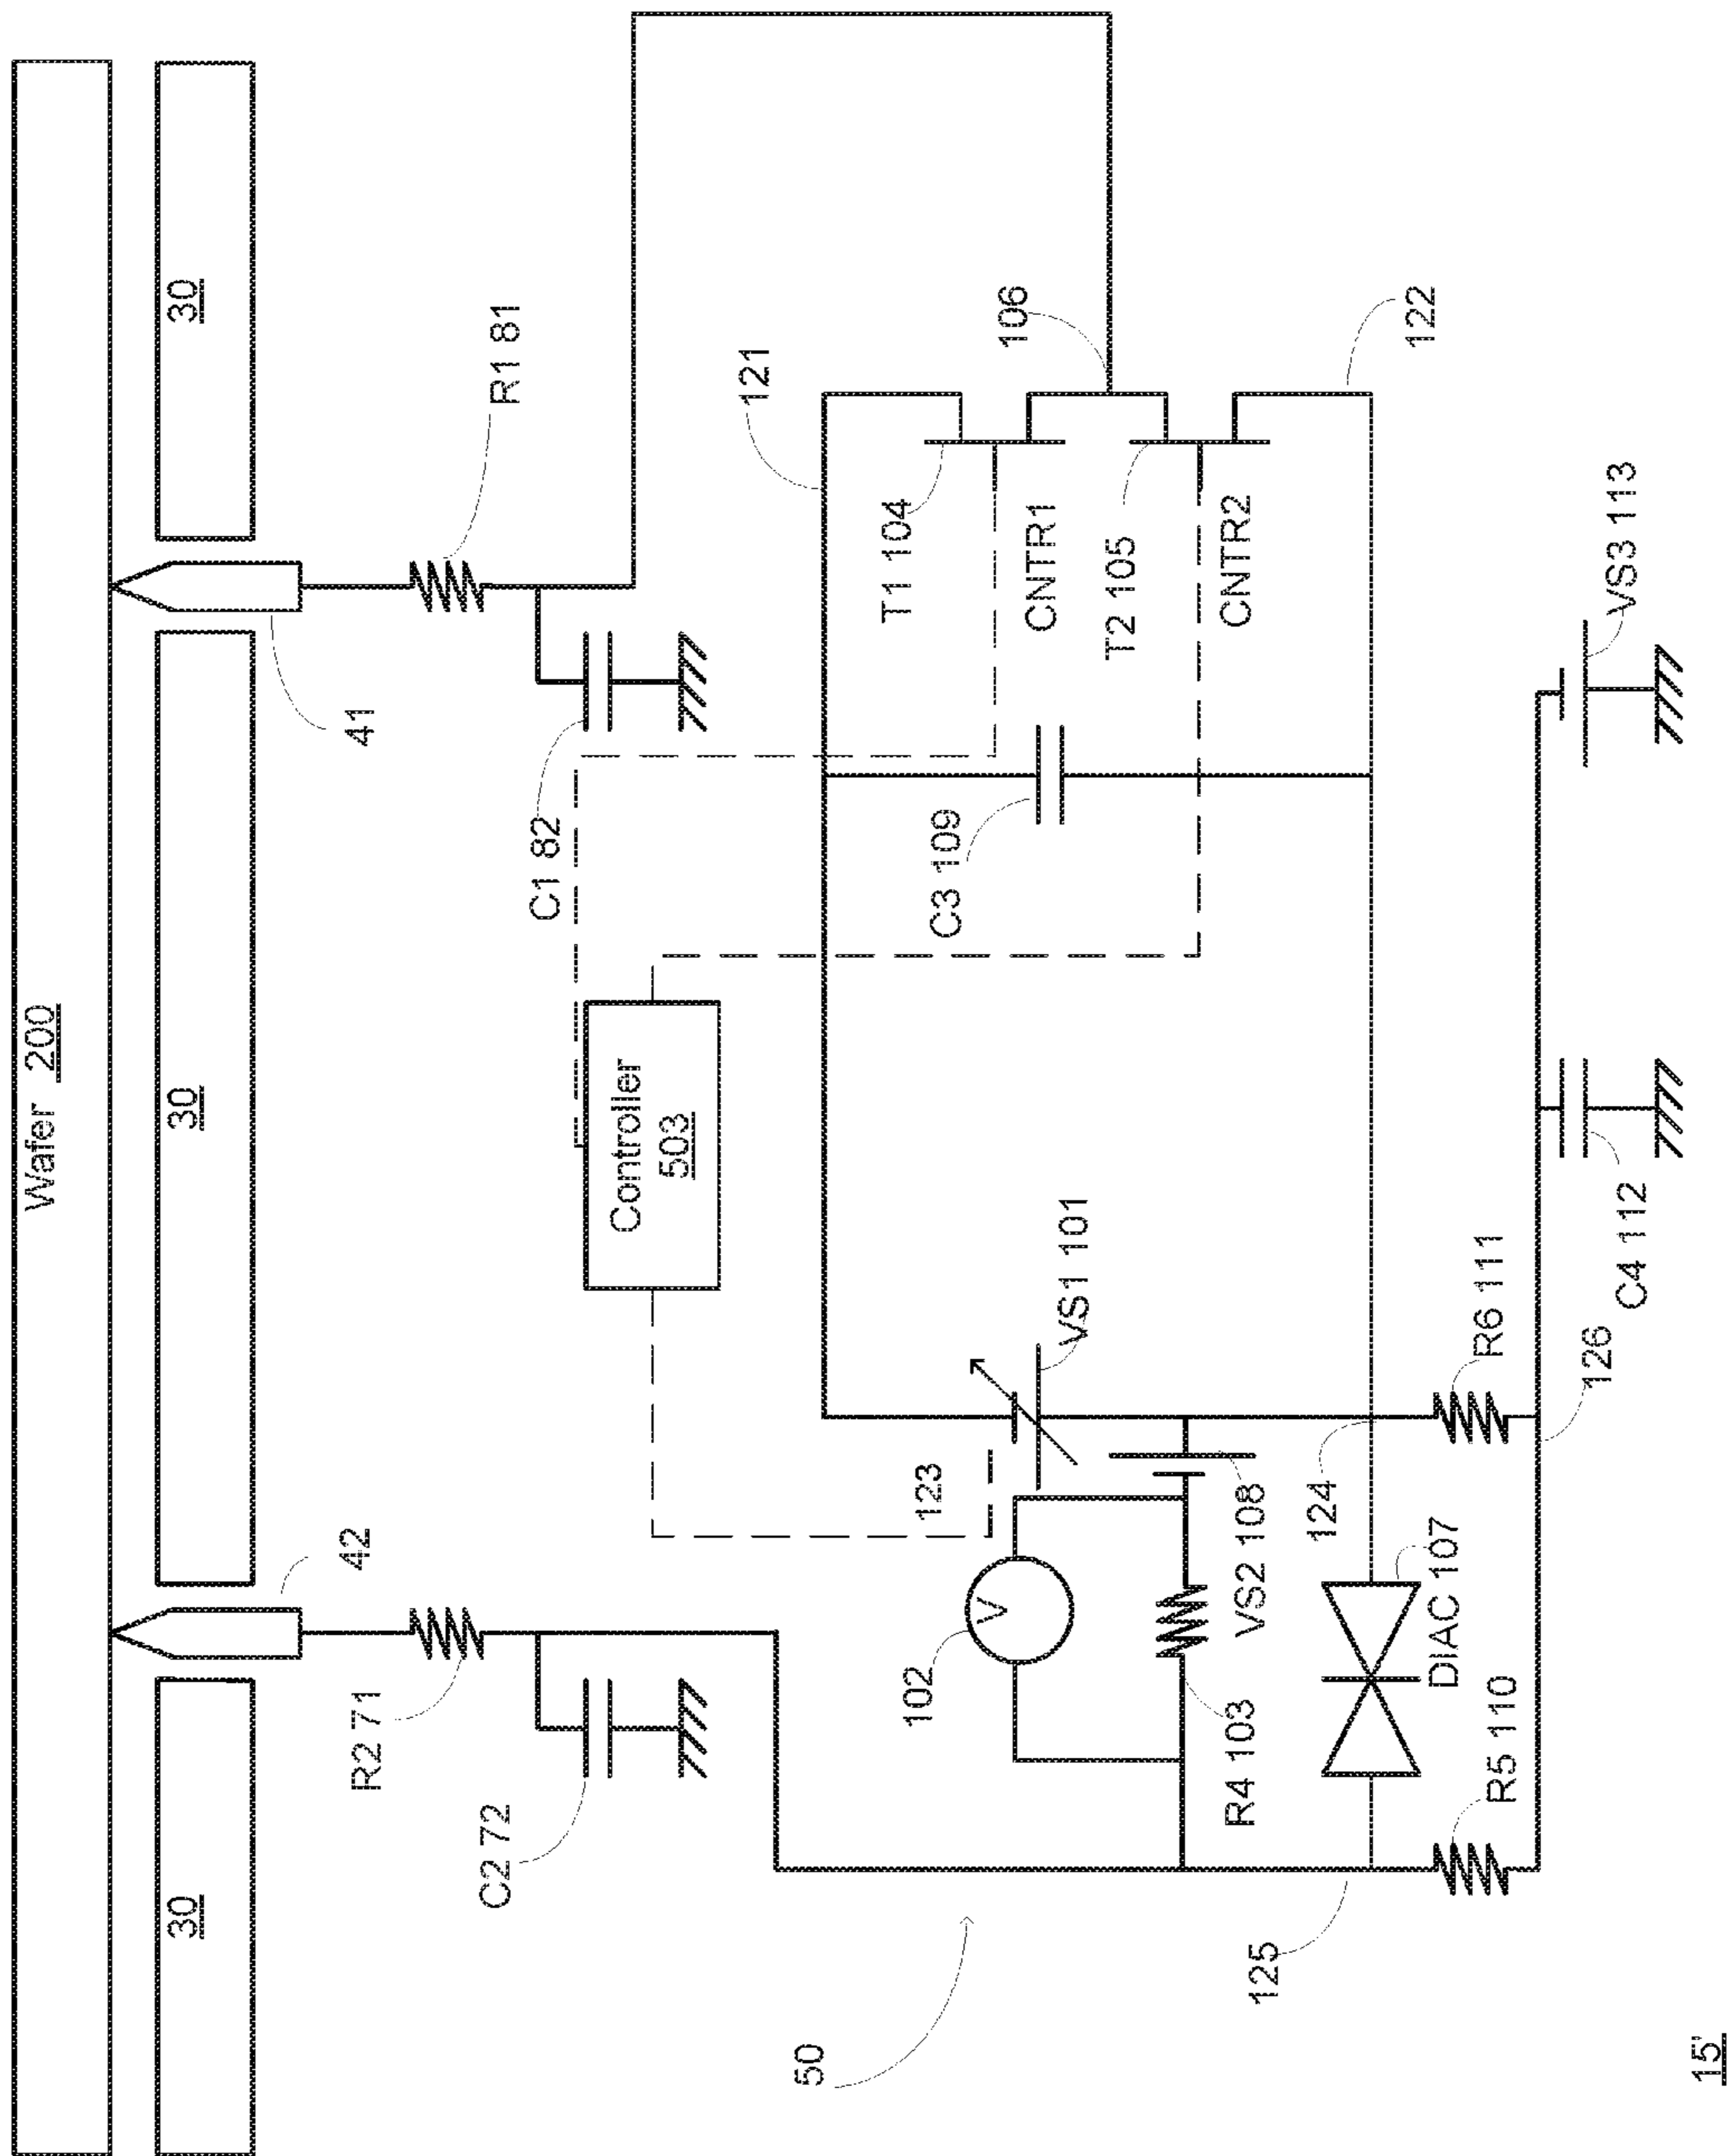 Wafer 200
30
30
30
42
41
R2 71
R1 81
C2 72
C1 82
Controller
503
50
102
V
123
121
T1 104
106
CNTR1
C3 109
T2 105
CNTR2
122
VS1 101
R4 103
VS2 108
124
125
DIAC 107
R5 110
R6 111
126
C4 112
VS3 113
15'